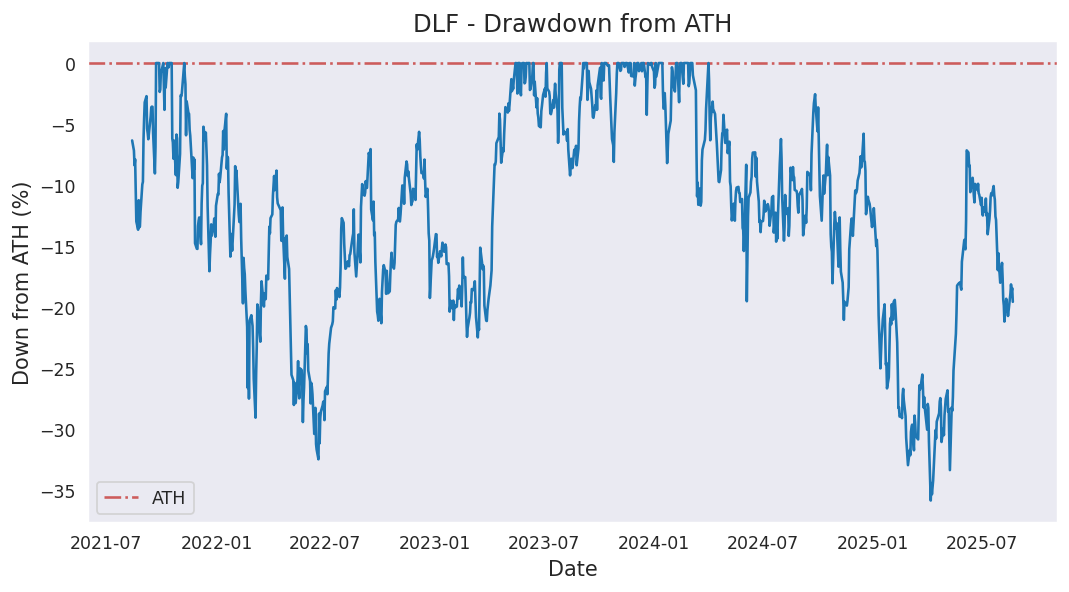 DLF - Drawdown from ATH
Down from ATH (%)
0
−5
−10
−15
−20
−25
−30
−35
ATH
2021-07 2022-01 2022-07 2023-01 2023-07 2024-01 2024-07 2025-01 2025-07
Date